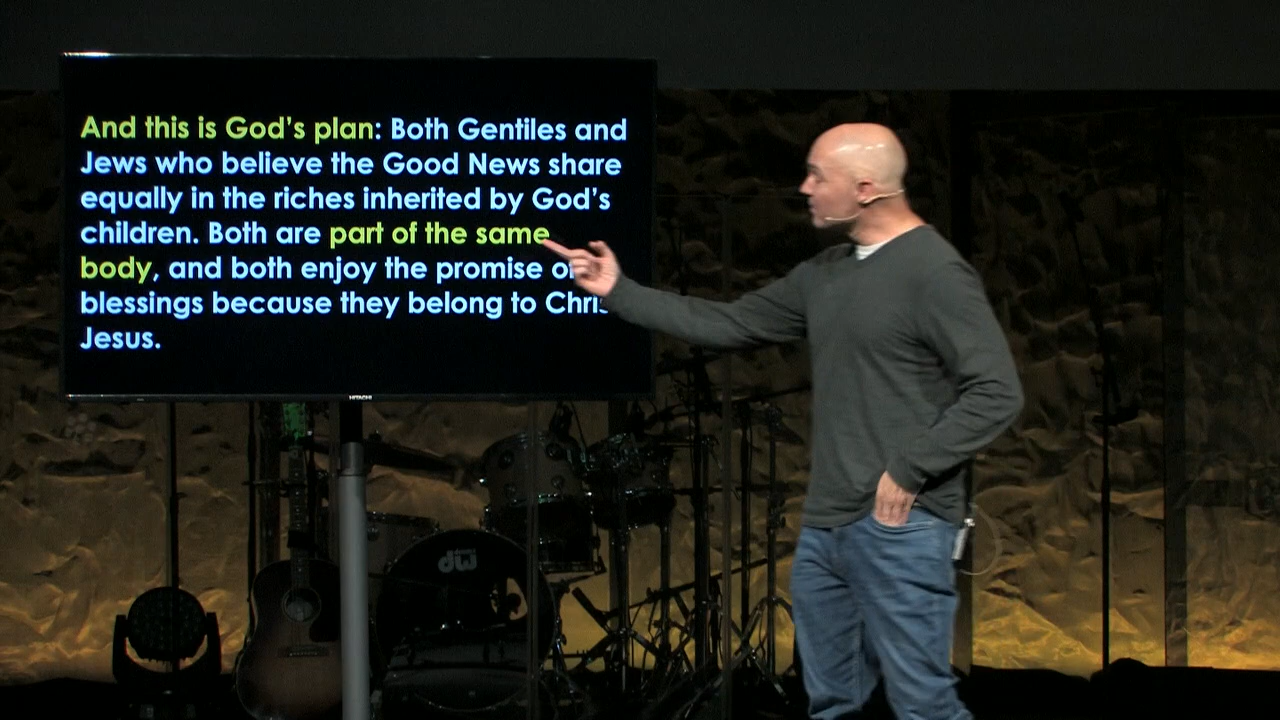 And this is God's plan: Both Gentiles and
Jews who believe the Good News share
equally in the riches inherited by God's
children. Both are part of the same
body, and both enjoy the promise o
blessings because they belong to Chris
Jesus.
HITACHI
dw